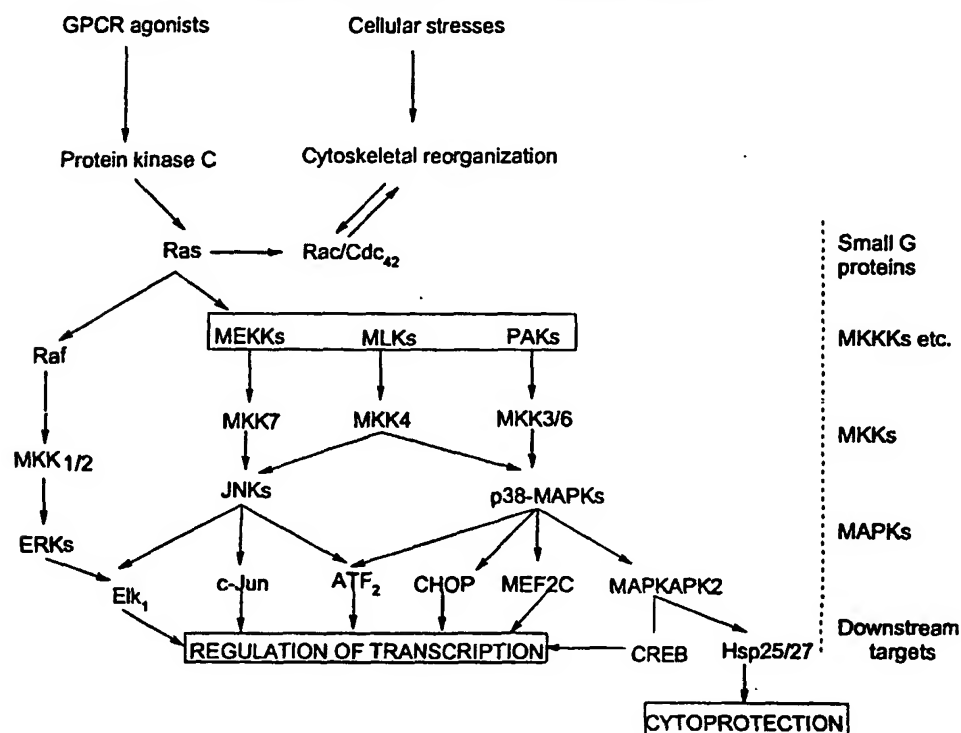 GPCR agonists Cellular stresses
Protein kinase C Cytoskeletal reorganization
Ras Rac/Cdc42 Small G proteins
MEKKs MLKs PAKs MKKKs etc.
Raf
MKK7 MKK4 MKK3/6 MKKs
MKK1/2
JNKs p38-MAPKs
ERKs MAPKs
Elk1 c-Jun ATF2 CHOP MEF2C MAPKAPK2
REGULATION OF TRANSCRIPTION CREB Hsp25/27 Downstream targets
CYTOPROTECTION